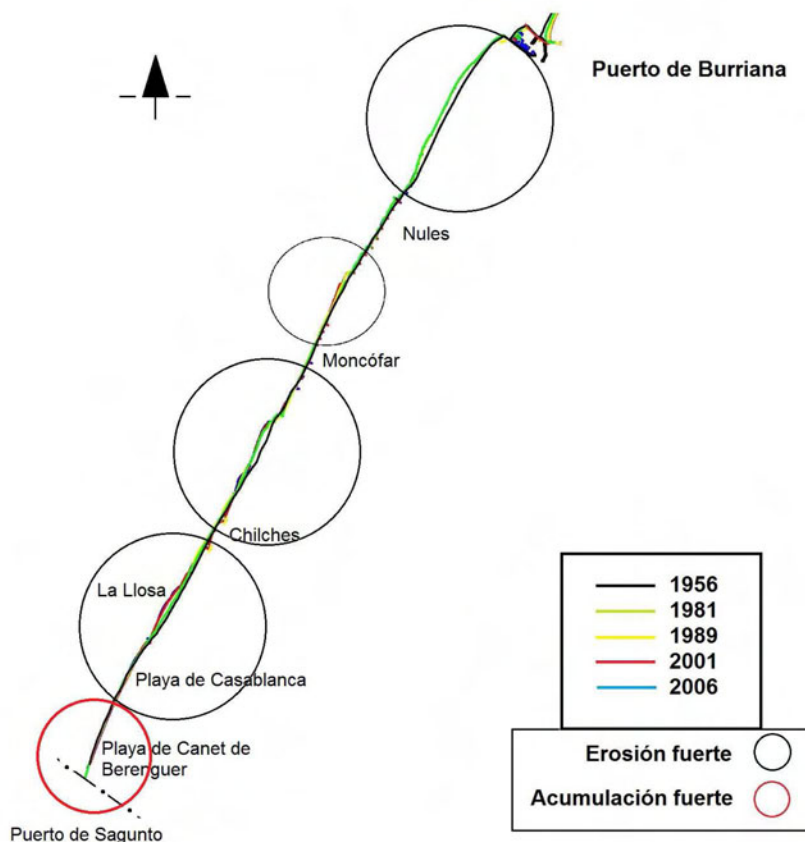 Puerto de Burriana
Nules
Moncófar
Chilches
La Llosa
Playa de Casablanca
Playa de Canet de
Berenguer
Puerto de Sagunto
1956
1981
1989
2001
2006
Erosión fuerte
Acumulación fuerte